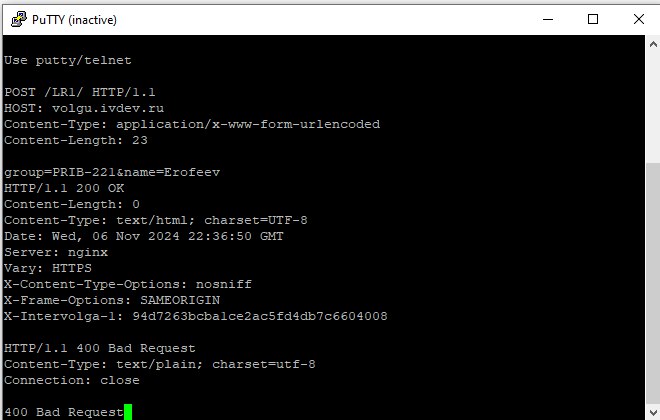 PuTTY (inactive)
Use putty/telnet
POST /LR1/ HTTP/1.1
HOST: volgu.ivdev.ru
Content-Type: application/x-www-form-urlencoded
Content-Length: 23
group=PRIB-221&name=Erofeev
HTTP/1.1 200 OK
Content-Length: 0
Content-Type: text/html; charset=UTF-8
Date: Wed, 06 Nov 2024 22:36:50 GMT
Server: nginx
Vary: HTTPS
X-Content-Type-Options: nosniff
X-Frame-Options: SAMEORIGIN
X-Intervolga-1: 94d7263bcba1ce2ac5fd4db7c6604008
HTTP/1.1 400 Bad Request
Content-Type: text/plain; charset=utf-8
Connection: close
400 Bad Request